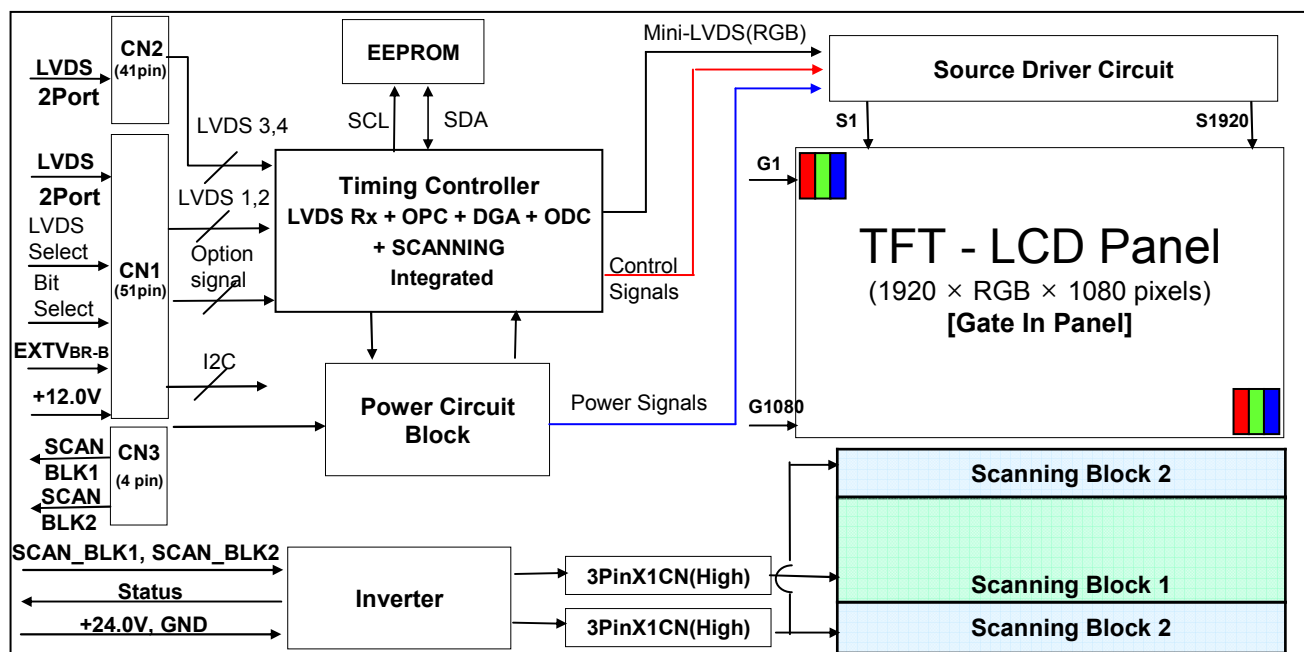 CN2
(41pin)
LVDS
2Port
EEPROM
Mini-LVDS(RGB)
Source Driver Circuit
SCL
SDA
LVDS 3,4
S1
S1920
LVDS
2Port
LVDS
Select
Bit
Select
CN1
(51pin)
EXTVBR-B
+12.0V
LVDS 1,2
Option
signal
I2C
Timing Controller
LVDS Rx + OPC + DGA + ODC
+ SCANNING
Integrated
Control
Signals
G1
TFT - LCD Panel
(1920 × RGB × 1080 pixels)
[Gate In Panel]
G1080
Power Circuit
Block
Power Signals
SCAN
BLK1
SCAN
BLK2
CN3
(4 pin)
Scanning Block 2
Scanning Block 1
Scanning Block 2
SCAN_BLK1, SCAN_BLK2
Status
+24.0V, GND
Inverter
3PinX1CN(High)
3PinX1CN(High)